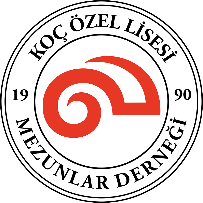 KOÇ ÖZEL LİSESİ
19 90
MEZUNLAR DERNEĞİ